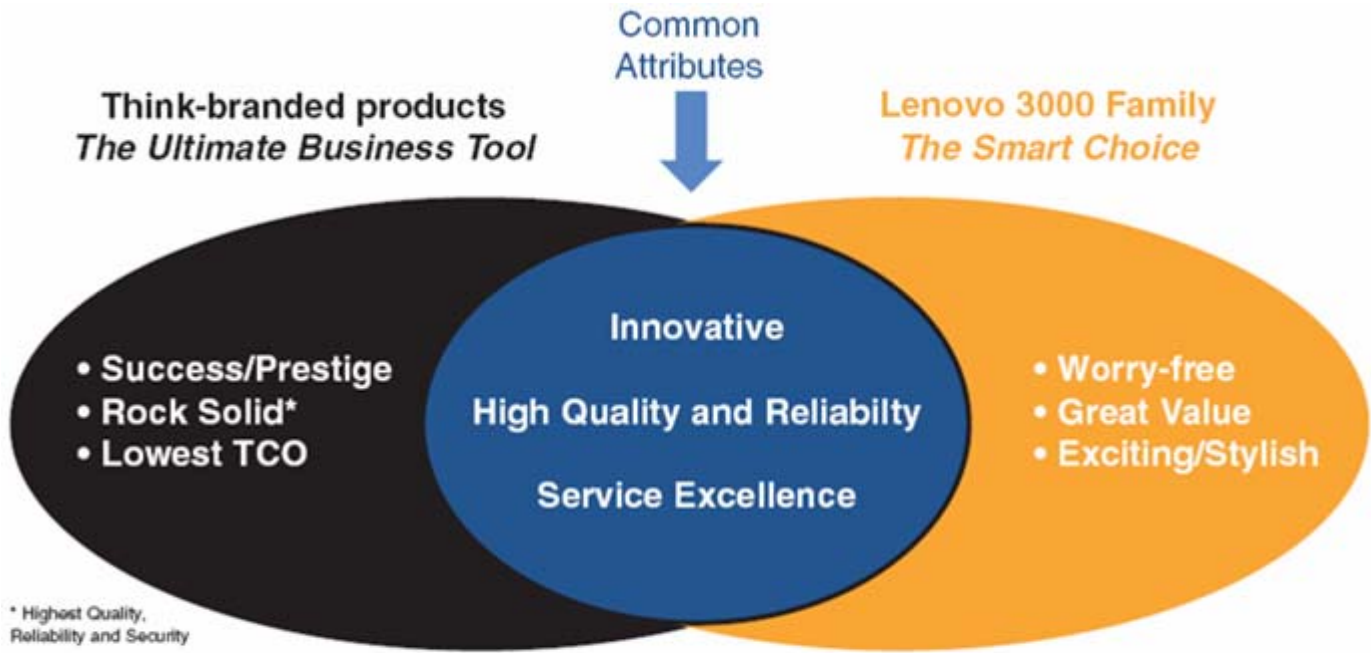 Common
Attributes
Think-branded products
The Ultimate Business Tool
Lenovo 3000 Family
The Smart Choice
• Success/Prestige
• Rock Solid*
• Lowest TCO
Innovative
High Quality and Reliabilty
Service Excellence
• Worry-free
• Great Value
• Exciting/Stylish
* Highest Quality,
Reliability and Security